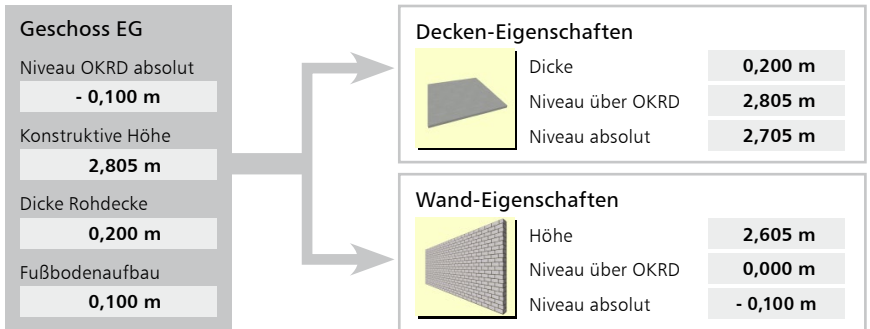 Geschoss EG
Niveau OKRD absolut
- 0,100 m
Konstruktive Höhe
2,805 m
Dicke Rohdecke
0,200 m
Fußbodenaufbau
0,100 m
Decken-Eigenschaften
Dicke 0,200 m
Niveau über OKRD 2,805 m
Niveau absolut 2,705 m
Wand-Eigenschaften
Höhe 2,605 m
Niveau über OKRD 0,000 m
Niveau absolut - 0,100 m